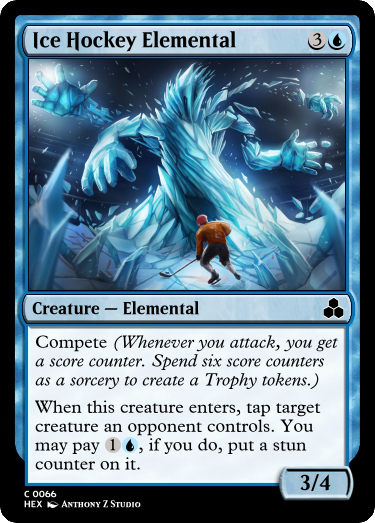 Ice Hockey Elemental 3
Creature — Elemental
Compete (Whenever you attack, you get
a score counter. Spend six score counters
as a sorcery to create a Trophy tokens.)
When this creature enters, tap target
creature an opponent controls. You
may pay 1, if you do, put a stun
counter on it.
3/4
C 0066
HEX Anthony Z Studio